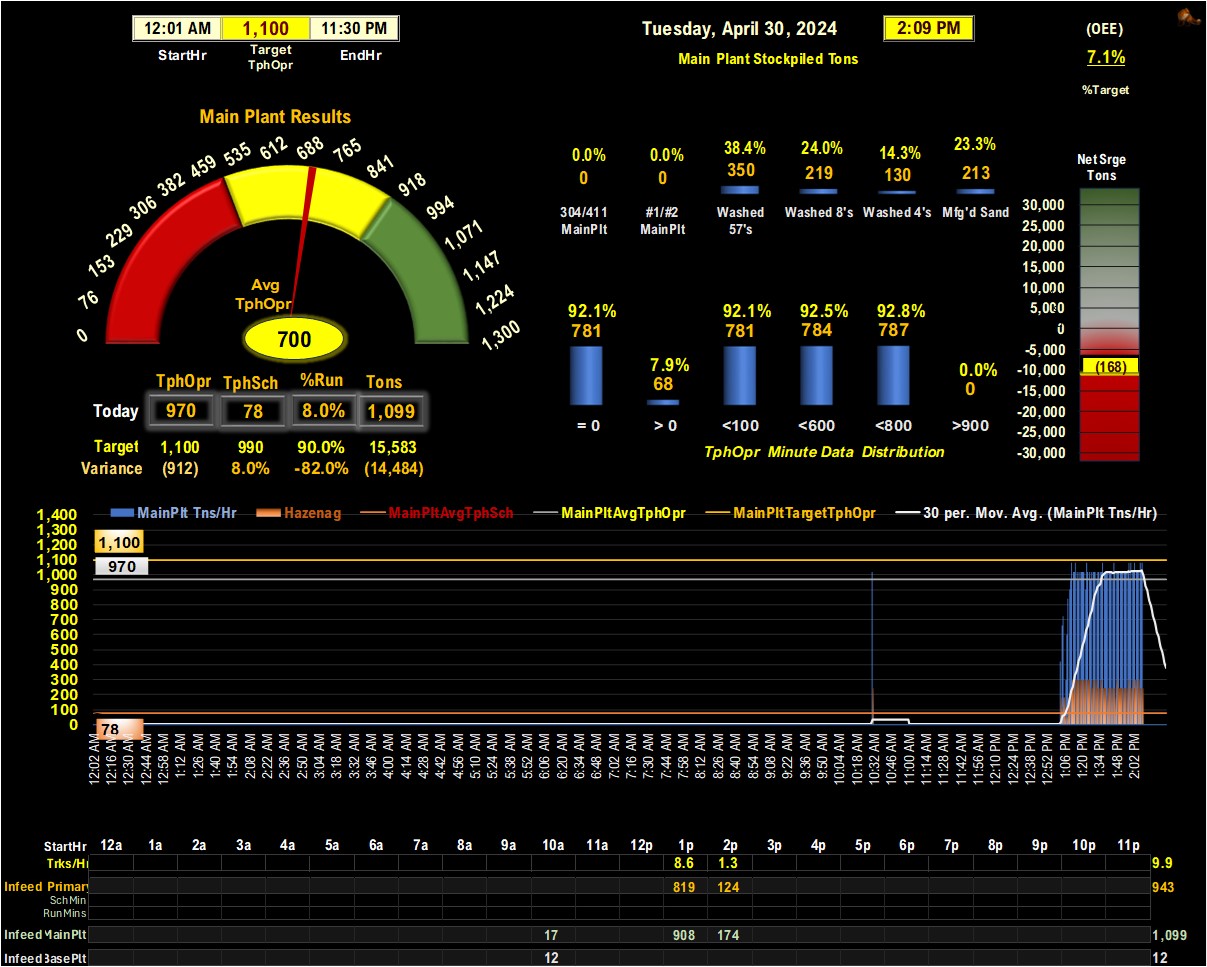 12:01 AM 1,100 11:30 PM
StartHr Target TphOpr EndHr
Tuesday, April 30, 2024 2:09 PM
Main Plant Stockpiled Tons
(OEE)
7.1%
%Target
Main Plant Results
0 76 153 229 306 382 459 535 612 688 765 841 918 994 1,071 1,147 1,224 1,300
Avg
TphOpr
700
TphOpr TphSch %Run Tons
Today 970 78 8.0% 1,099
Target 1,100 990 90.0% 15,583
Variance (912) 8.0% -82.0% (14,484)
0.0% 0.0% 38.4% 24.0% 14.3% 23.3%
0 0 350 219 130 213
304/411 #1/#2 Washed Washed 8's Washed 4's Mfg'd Sand
MainPlt MainPlt 57's
92.1% 7.9% 92.1% 92.5% 92.8% 0.0%
781 68 781 784 787 0
= 0 > 0 <100 <600 <800 >900
TphOpr Minute Data Distribution
Net Srge
Tons
30,000
25,000
20,000
15,000
10,000
5,000
0
-5,000
-10,000 (168)
-15,000
-20,000
-25,000
-30,000
MainPlt Tns/Hr Hazenag MainPltAvgTphSch MainPltAvgTphOpr MainPltTargetTphOpr 30 per. Mov. Avg. (MainPlt Tns/Hr)
1,400
1,300
1,200
1,100
1,000
900
800
700
600
500
400
300
200
100
0
1,100
970
78
12:02 AM 12:16 AM 12:30 AM 12:44 AM 12:58 AM 1:12 AM 1:26 AM 1:40 AM 1:54 AM 2:08 AM 2:22 AM 2:36 AM 2:50 AM 3:04 AM 3:18 AM 3:32 AM 3:46 AM 4:00 AM 4:14 AM 4:28 AM 4:42 AM 4:56 AM 5:10 AM 5:24 AM 5:38 AM 5:52 AM 6:06 AM 6:20 AM 6:34 AM 6:48 AM 7:02 AM 7:16 AM 7:30 AM 7:44 AM 7:58 AM 8:12 AM 8:26 AM 8:40 AM 8:54 AM 9:08 AM 9:22 AM 9:36 AM 9:50 AM 10:04 AM 10:18 AM 10:32 AM 10:46 AM 11:00 AM 11:14 AM 11:28 AM 11:42 AM 11:56 AM 12:10 PM 12:24 PM 12:38 PM 12:52 PM 1:06 PM 1:20 PM 1:34 PM 1:48 PM 2:02 PM
StartHr 12a 1a 2a 3a 4a 5a 6a 7a 8a 9a 10a 11a 12p 1p 2p 3p 4p 5p 6p 7p 8p 9p 10p 11p
Trks/Hr 8.6 1.3 9.9
Infeed Primary 819 124 943
SchMin
RunMins
Infeed MainPlt 17 908 174 1,099
Infeed BasePlt 12 12